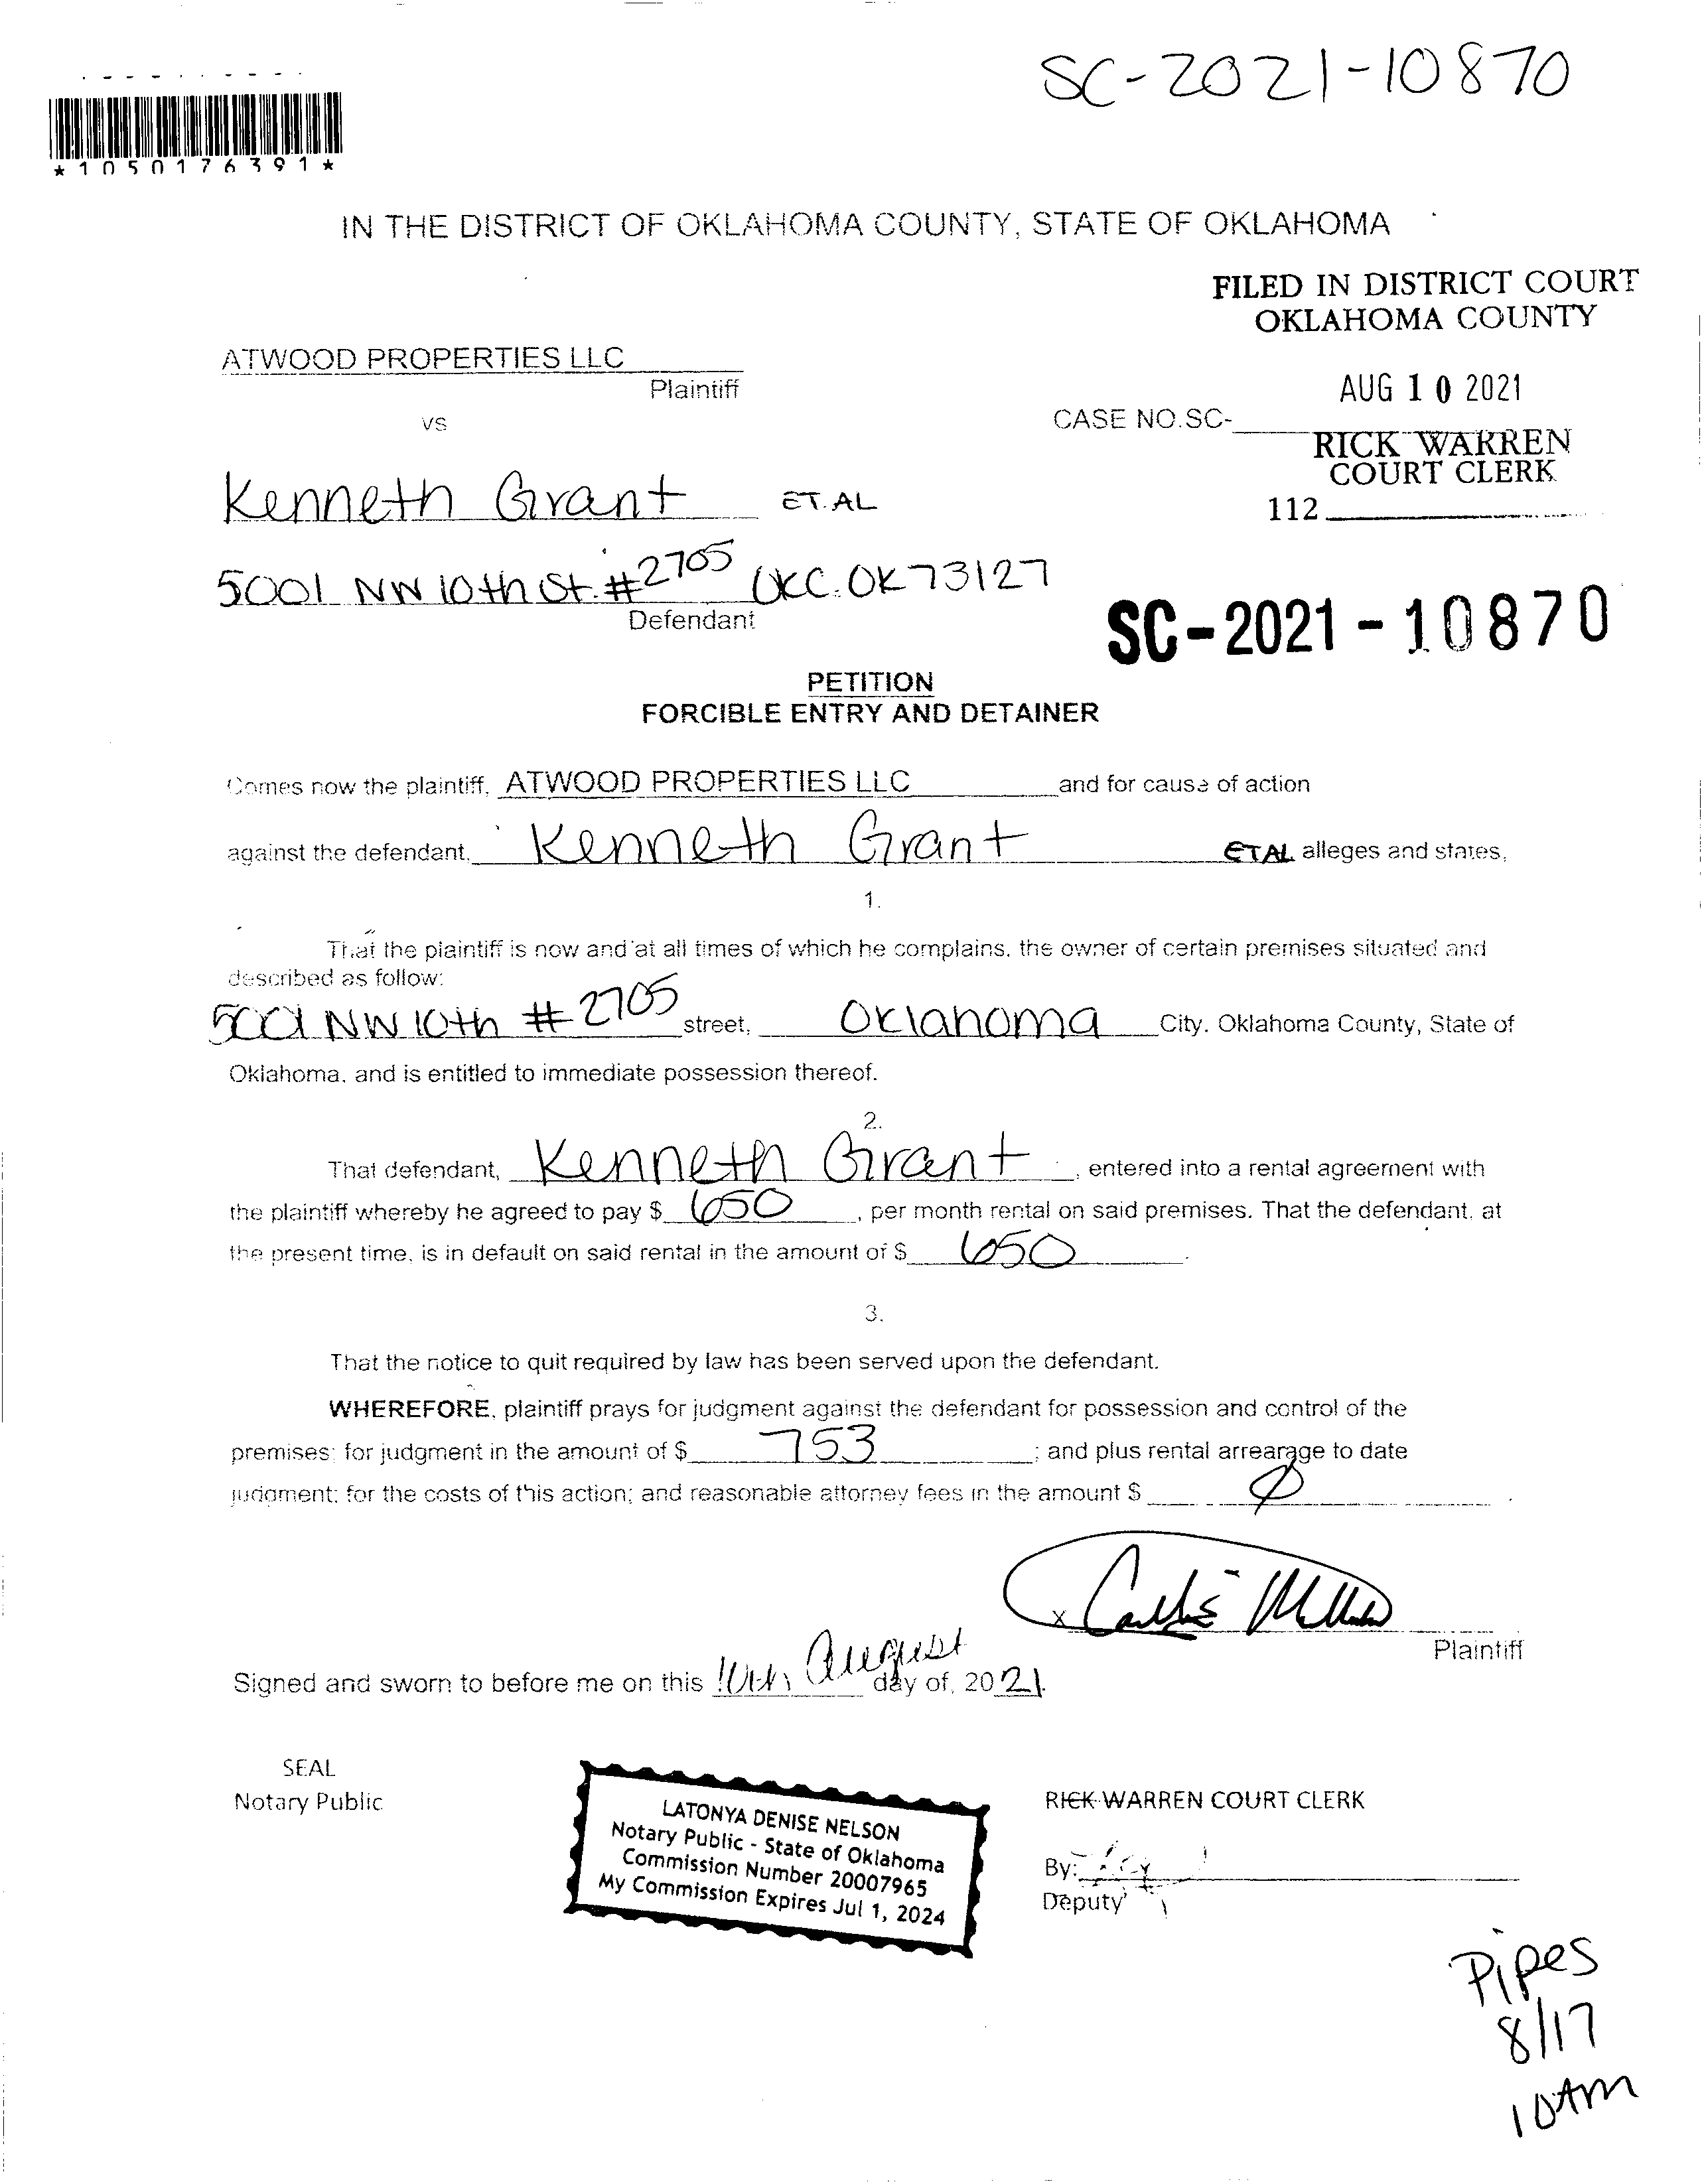 SC-2021-10870
*1050176391*
IN THE DISTRICT OF OKLAHOMA COUNTY, STATE OF OKLAHOMA
FILED IN DISTRICT COURT
OKLAHOMA COUNTY
ATWOOD PROPERTIES LLC
Plaintiff
AUG 10 2021
VS
CASE NO.SC-
RICK WARREN
COURT CLERK
Kenneth Grant ET.AL
112
5001 NW 10th St. #2705 OKC. OK 73127
Defendant
SC-2021-10870
PETITION
FORCIBLE ENTRY AND DETAINER
Comes now the plaintiff, ATWOOD PROPERTIES LLC and for cause of action
against the defendant, Kenneth Grant ETAL alleges and states,
1.
That the plaintiff is now and at all times of which he complains, the owner of certain premises situated and
described as follow:
5001 NW 10th #2705 street, Oklahoma City. Oklahoma County, State of
Oklahoma, and is entitled to immediate possession thereof.
2.
That defendant, Kenneth Grant, entered into a rental agreement with
the plaintiff whereby he agreed to pay $ 650, per month rental on said premises. That the defendant, at
the present time, is in default on said rental in the amount of $ 650.
3.
That the notice to quit required by law has been served upon the defendant.
WHEREFORE, plaintiff prays for judgment against the defendant for possession and control of the
premises; for judgment in the amount of $ 753; and plus rental arrearage to date
judgment; for the costs of this action; and reasonable attorney fees in the amount $ Ø.
X
Plaintiff
Signed and sworn to before me on this 10th August day of, 2021.
SEAL
Notary Public
LATONYA DENISE NELSON
Notary Public - State of Oklahoma
Commission Number 20007965
My Commission Expires Jul 1, 2024
RICK WARREN COURT CLERK
By:
Deputy
Pipes
8/17
10AM